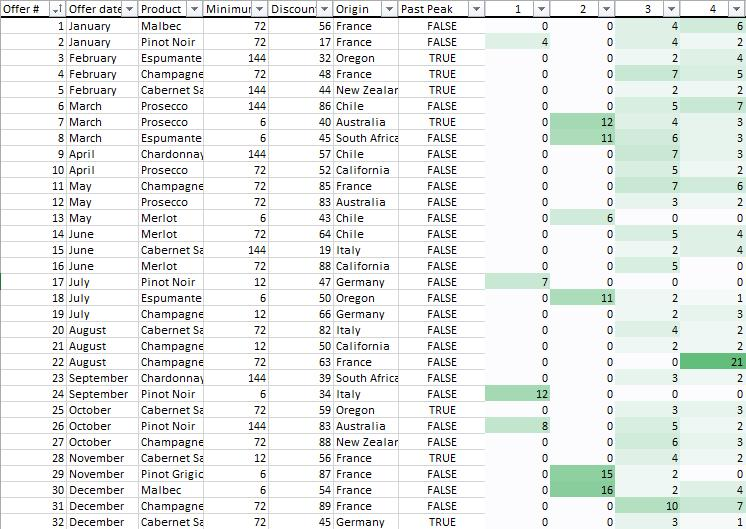 Offer # Offer date Product Minimur Discoun Origin Past Peak 1 2 3 4
1 January Malbec 72 56 France FALSE 0 0 4 6
2 January Pinot Noir 72 17 France FALSE 4 0 4 2
3 February Espumante 144 32 Oregon TRUE 0 0 2 4
4 February Champagne 72 48 France TRUE 0 0 7 5
5 February Cabernet Sa 144 44 New Zealar TRUE 0 0 2 2
6 March Prosecco 144 86 Chile FALSE 0 0 5 7
7 March Prosecco 6 40 Australia TRUE 0 12 4 3
8 March Espumante 6 45 South Africa FALSE 0 11 6 3
9 April Chardonnay 144 57 Chile FALSE 0 0 7 3
10 April Prosecco 72 52 California FALSE 0 0 5 2
11 May Champagne 72 85 France FALSE 0 0 7 6
12 May Prosecco 72 83 Australia FALSE 0 0 3 2
13 May Merlot 6 43 Chile FALSE 0 6 0 0
14 June Merlot 72 64 Chile FALSE 0 0 5 4
15 June Cabernet Sa 144 19 Italy FALSE 0 0 2 4
16 June Merlot 72 88 California FALSE 0 0 5 0
17 July Pinot Noir 12 47 Germany FALSE 7 0 0 0
18 July Espumante 6 50 Oregon FALSE 0 11 2 1
19 July Champagne 12 66 Germany FALSE 0 0 2 3
20 August Cabernet Sa 72 82 Italy FALSE 0 0 4 2
21 August Champagne 12 50 California FALSE 0 0 2 2
22 August Champagne 72 63 France FALSE 0 0 0 21
23 September Chardonnay 144 39 South Africa FALSE 0 0 3 2
24 September Pinot Noir 6 34 Italy FALSE 12 0 0 0
25 October Cabernet Sa 72 59 Oregon TRUE 0 0 3 3
26 October Pinot Noir 144 83 Australia FALSE 8 0 5 2
27 October Champagne 72 88 New Zealar FALSE 0 0 6 3
28 November Cabernet Sa 12 56 France TRUE 0 0 4 2
29 November Pinot Grigic 6 87 France FALSE 0 15 2 0
30 December Malbec 6 54 France FALSE 0 16 2 4
31 December Champagne 72 89 France FALSE 0 0 10 7
32 December Cabernet Sa 72 45 Germany TRUE 0 0 3 1